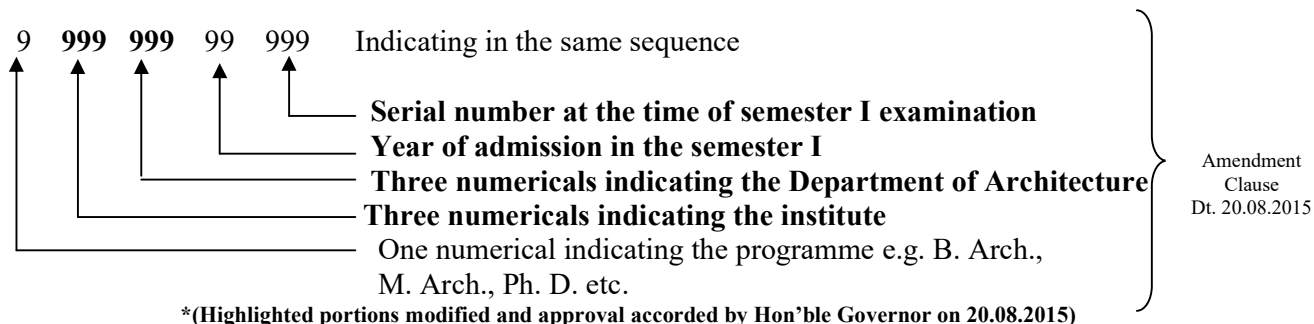 9 999 999 99 999 Indicating in the same sequence
Serial number at the time of semester I examination
Year of admission in the semester I
Three numericals indicating the Department of Architecture
Three numericals indicating the institute
One numerical indicating the programme e.g. B. Arch.,
M. Arch., Ph. D. etc.
Amendment
Clause
Dt. 20.08.2015
*(Highlighted portions modified and approval accorded by Hon'ble Governor on 20.08.2015)